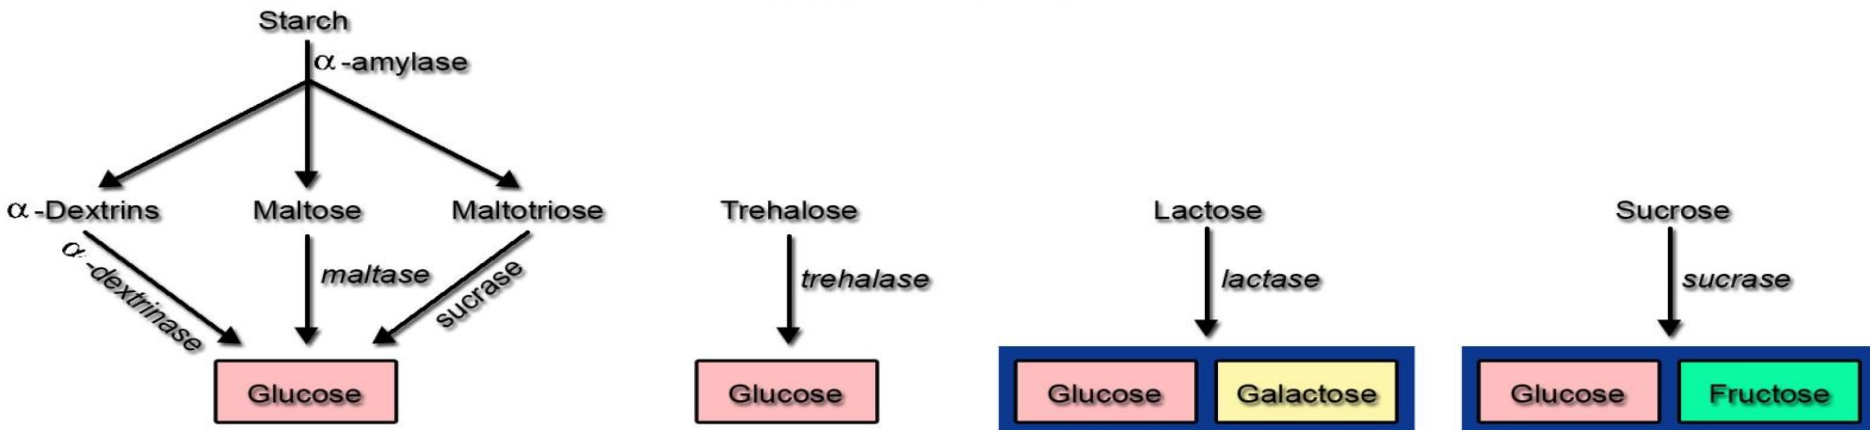 Starch
α-amylase
α-Dextrins Maltose Maltotriose Trehalose Lactose Sucrose
α-dextrinase maltase sucrase trehalase lactase sucrase
Glucose Glucose Glucose Galactose Glucose Fructose